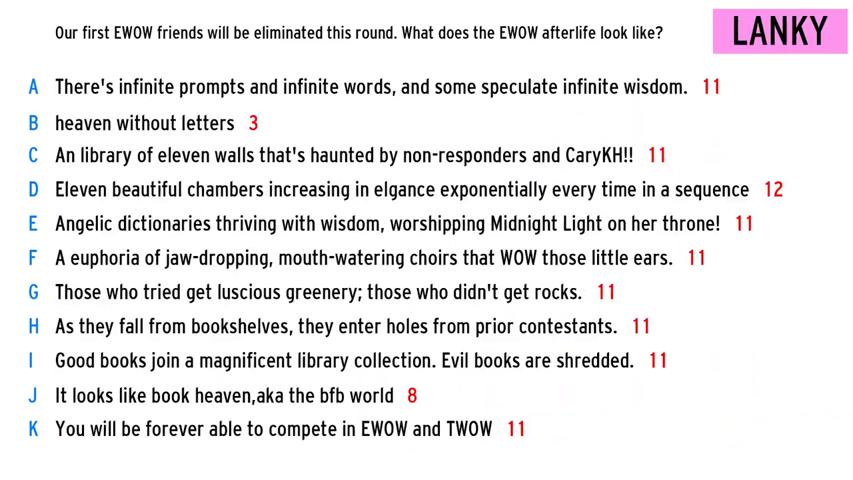 Our first EWOW friends will be eliminated this round. What does the EWOW afterlife look like?
LANKY
A There's infinite prompts and infinite words, and some speculate infinite wisdom. 11
B heaven without letters 3
C An library of eleven walls that's haunted by non-responders and CaryKH!! 11
D Eleven beautiful chambers increasing in elgance exponentially every time in a sequence 12
E Angelic dictionaries thriving with wisdom, worshipping Midnight Light on her throne! 11
F A euphoria of jaw-dropping, mouth-watering choirs that WOW those little ears. 11
G Those who tried get luscious greenery; those who didn't get rocks. 11
H As they fall from bookshelves, they enter holes from prior contestants. 11
I Good books join a magnificent library collection. Evil books are shredded. 11
J It looks like book heaven,aka the bfb world 8
K You will be forever able to compete in EWOW and TWOW 11